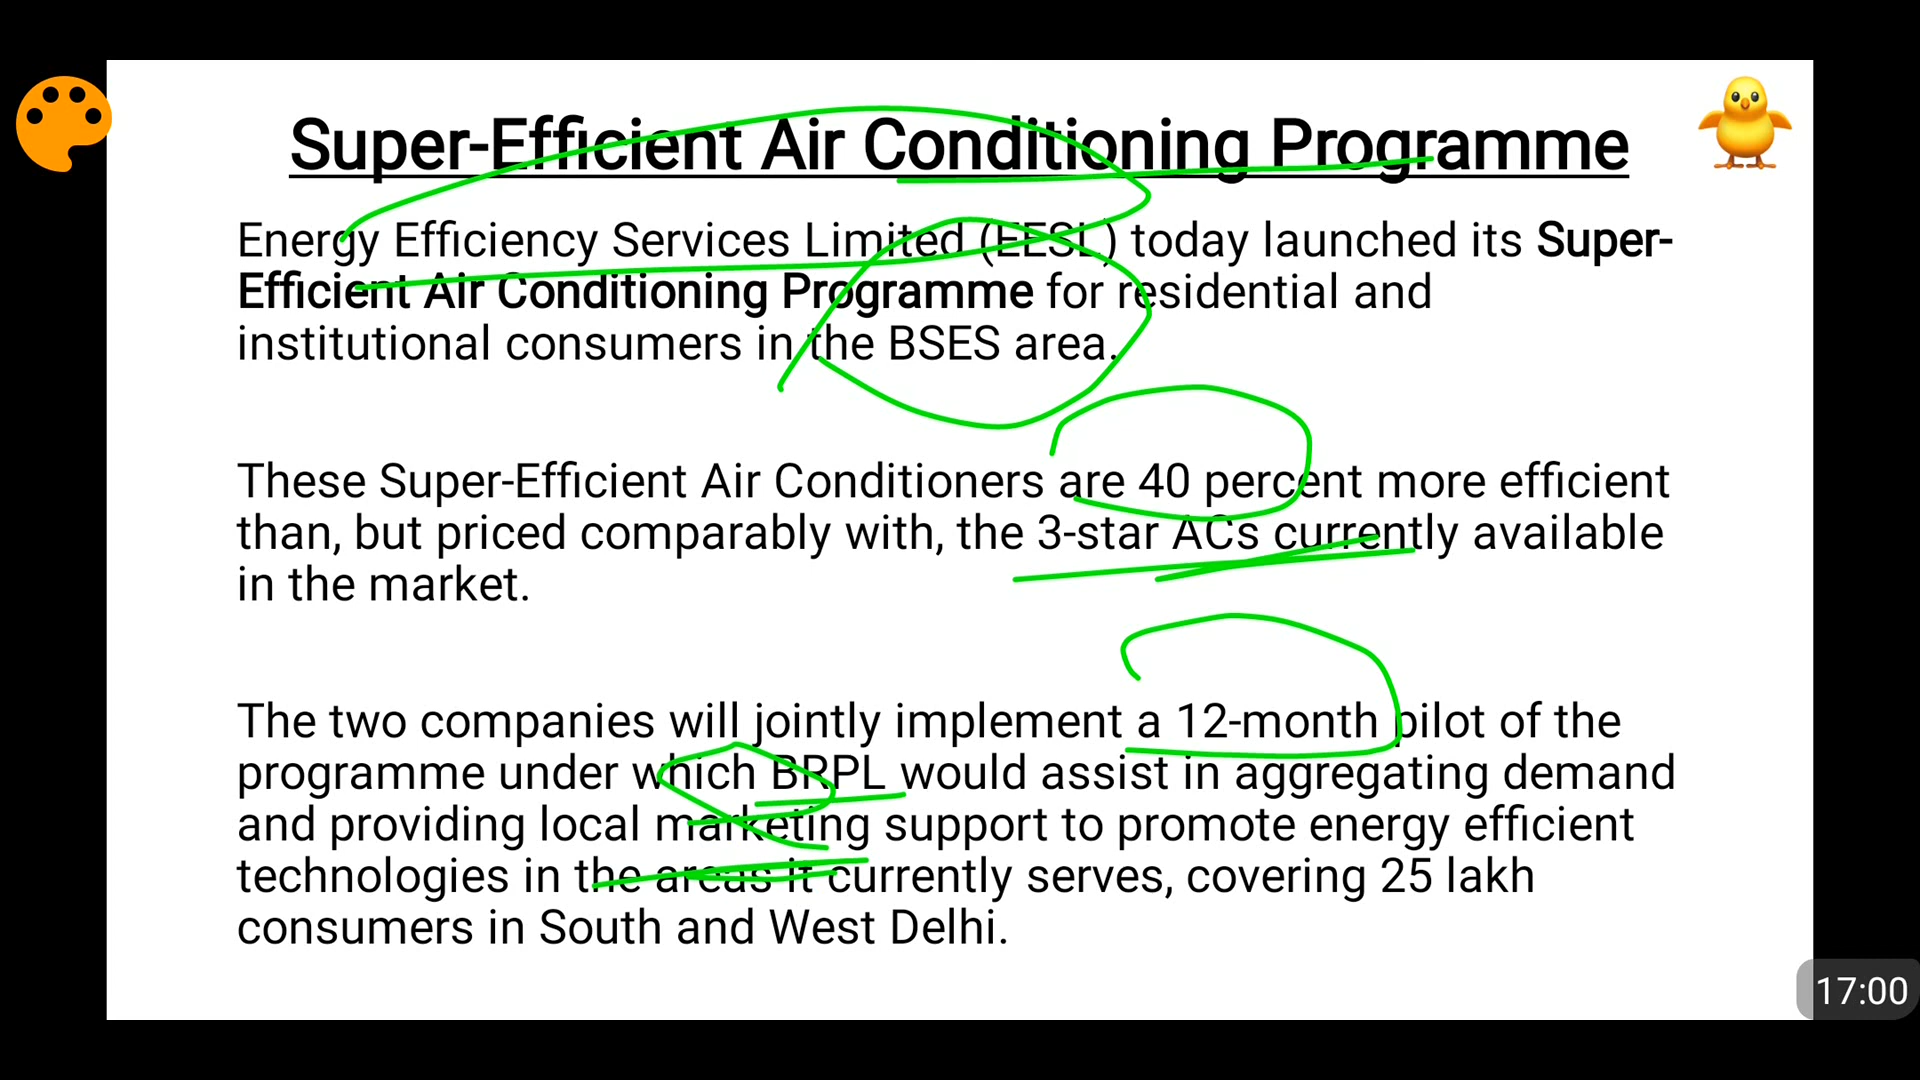 Super-Efficient Air Conditioning Programme
Energy Efficiency Services Limited (EESL) today launched its Super-
Efficient Air Conditioning Programme for residential and
institutional consumers in the BSES area.
These Super-Efficient Air Conditioners are 40 percent more efficient
than, but priced comparably with, the 3-star ACs currently available
in the market.
The two companies will jointly implement a 12-month pilot of the
programme under which BRPL would assist in aggregating demand
and providing local marketing support to promote energy efficient
technologies in the areas it currently serves, covering 25 lakh
consumers in South and West Delhi.
17:00